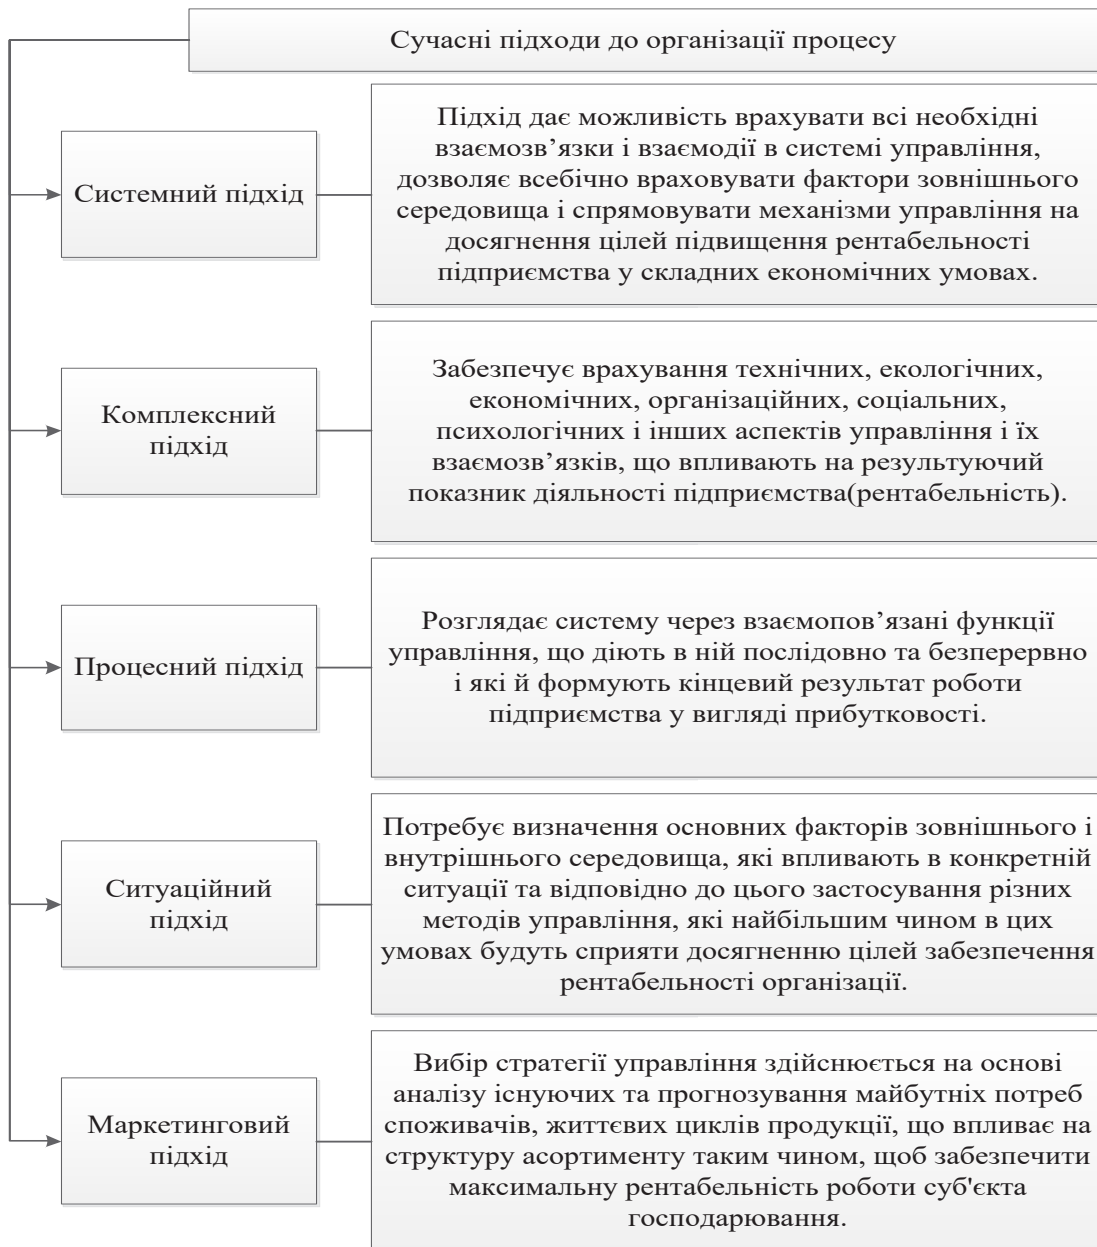 Сучасні підходи до організації процесу
Системний підхід
Підхід дає можливість врахувати всі необхідні
взаємозв’язки і взаємодії в системі управління,
дозволяє всебічно враховувати фактори зовнішнього
середовища і спрямовувати механізми управління на
досягнення цілей підвищення рентабельності
підприємства у складних економічних умовах.
Комплексний
підхід
Забезпечує врахування технічних, екологічних,
економічних, організаційних, соціальних,
психологічних і інших аспектів управління і їх
взаємозв’язків, що впливають на результуючий
показник діяльності підприємства(рентабельність).
Процесний підхід
Розглядає систему через взаємопов’язані функції
управління, що діють в ній послідовно та безперервно
і які й формують кінцевий результат роботи
підприємства у вигляді прибутковості.
Ситуаційний
підхід
Потребує визначення основних факторів зовнішнього і
внутрішнього середовища, які впливають в конкретній
ситуації та відповідно до цього застосування різних
методів управління, які найбільшим чином в цих
умовах будуть сприяти досягненню цілей забезпечення
рентабельності організації.
Маркетинговий
підхід
Вибір стратегії управління здійснюється на основі
аналізу існуючих та прогнозування майбутніх потреб
споживачів, життєвих циклів продукції, що впливає на
структуру асортименту таким чином, щоб забезпечити
максимальну рентабельність роботи суб'єкта
господарювання.